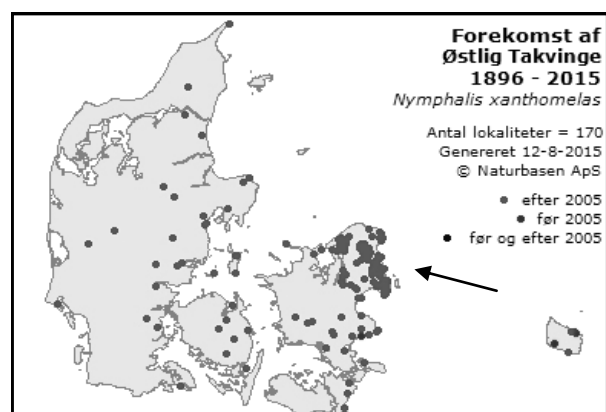 Forekomst af
Østlig Takvinge
1896 - 2015
Nymphalis xanthomelas
Antal lokaliteter = 170
Genereret 12-8-2015
© Naturbasen ApS
efter 2005
før 2005
før og efter 2005